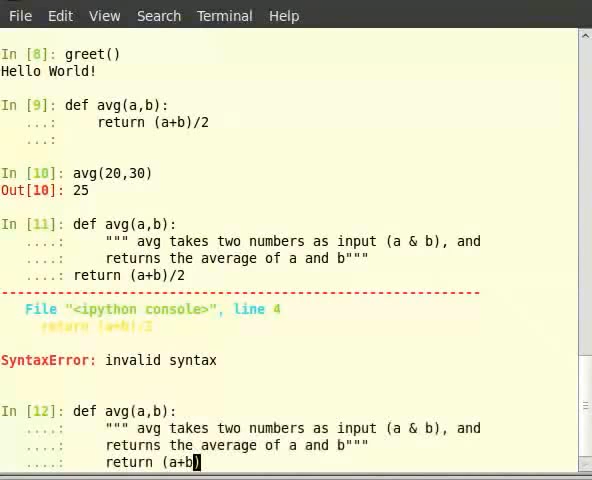 File Edit View Search Terminal Help
In [8]: greet()
Hello World!
In [9]: def avg(a,b):
...: return (a+b)/2
...:
In [10]: avg(20,30)
Out[10]: 25
In [11]: def avg(a,b):
....: """ avg takes two numbers as input (a & b), and
....: returns the average of a and b"""
....: return (a+b)/2
------------------------------------------------------------
File "<ipython console>", line 4
return (a+b)/2
SyntaxError: invalid syntax
In [12]: def avg(a,b):
....: """ avg takes two numbers as input (a & b), and
....: returns the average of a and b"""
....: return (a+b)